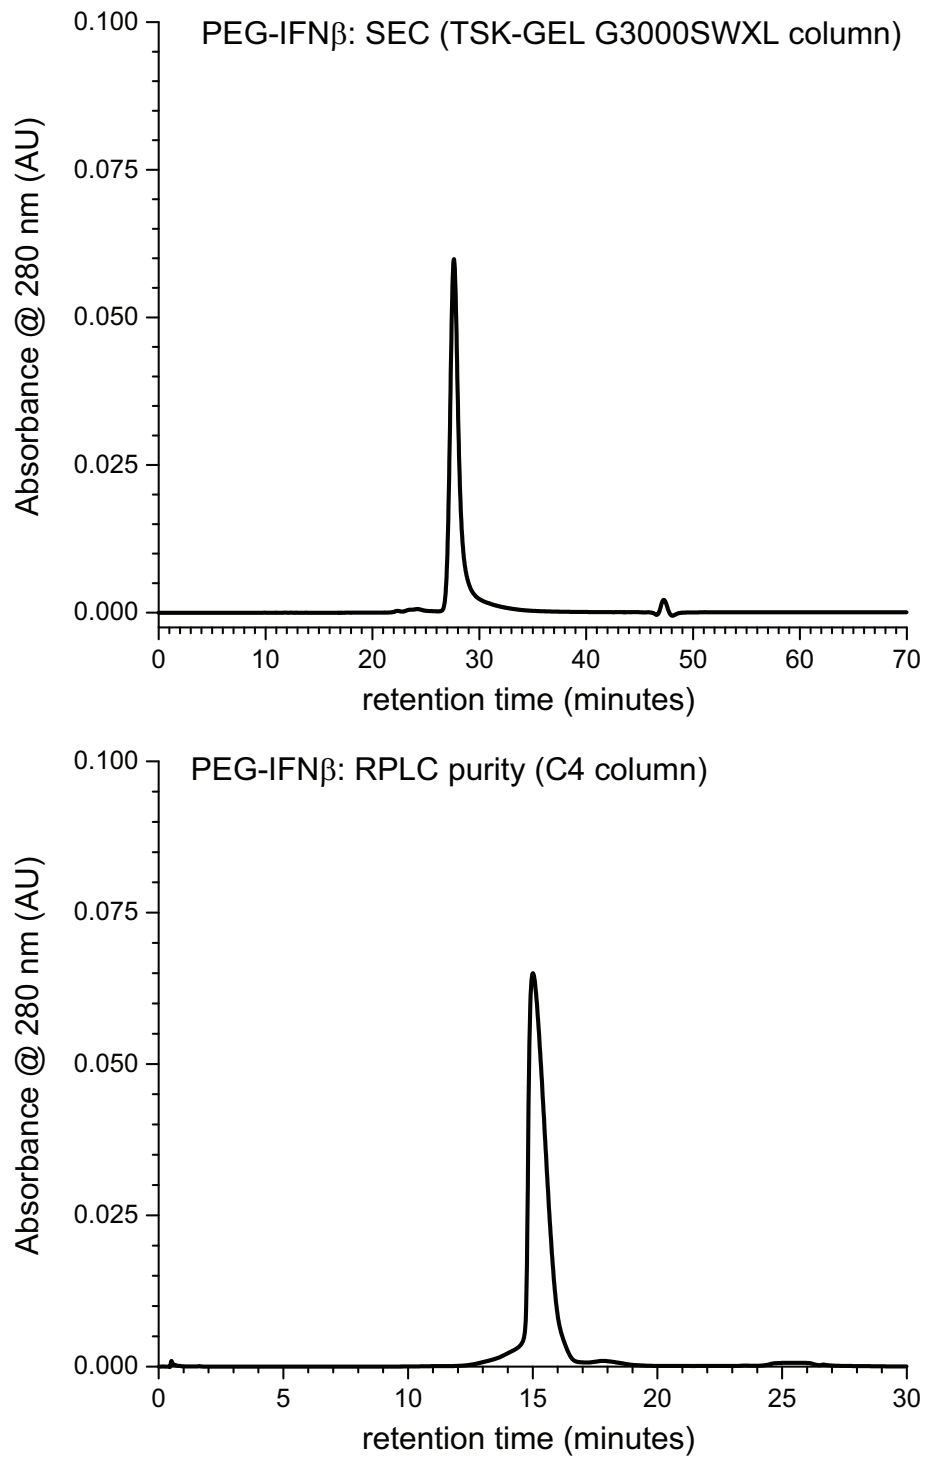 PEG-IFNβ: SEC (TSK-GEL G3000SWXL column)
Absorbance @ 280 nm (AU)
0.100
0.075
0.050
0.025
0.000
0 10 20 30 40 50 60 70
retention time (minutes)
PEG-IFNβ: RPLC purity (C4 column)
Absorbance @ 280 nm (AU)
0.100
0.075
0.050
0.025
0.000
0 5 10 15 20 25 30
retention time (minutes)